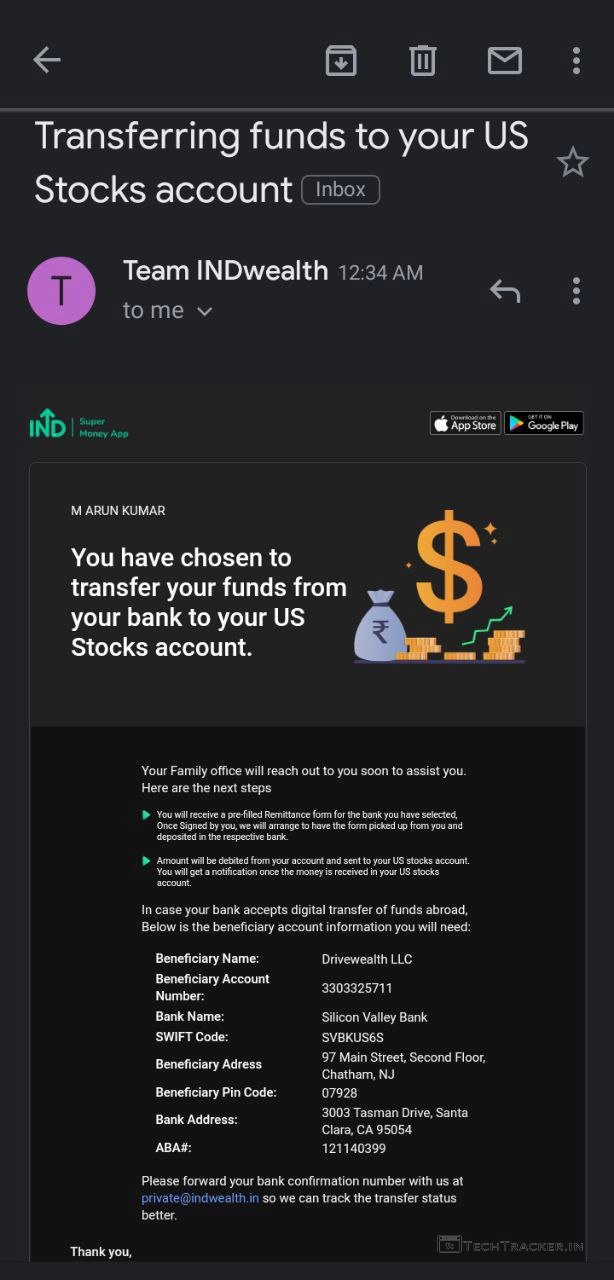 Transferring funds to your US
Stocks account Inbox
T
Team INDwealth 12:34 AM
to me
IND Super
Money App
Download on the
App Store
GET IT ON
Google Play
M ARUN KUMAR
You have chosen to
transfer your funds from
your bank to your US
Stocks account.
$
₹
Your Family office will reach out to you soon to assist you.
Here are the next steps
You will receive a pre-filled Remittance form for the bank you have selected,
Once Signed by you, we will arrange to have the form picked up from you and
deposited in the respective bank.
Amount will be debited from your account and sent to your US stocks account.
You will get a notification once the money is received in your US stocks
account.
In case your bank accepts digital transfer of funds abroad,
Below is the beneficiary account information you will need:
Beneficiary Name: Drivewealth LLC
Beneficiary Account
Number: 3303325711
Bank Name: Silicon Valley Bank
SWIFT Code: SVBKUS6S
Beneficiary Adress 97 Main Street, Second Floor,
Chatham, NJ
Beneficiary Pin Code: 07928
Bank Address: 3003 Tasman Drive, Santa
Clara, CA 95054
ABA#: 121140399
Please forward your bank confirmation number with us at
private@indwealth.in so we can track the transfer status
better.
Thank you,
TECHTRACKER.IN